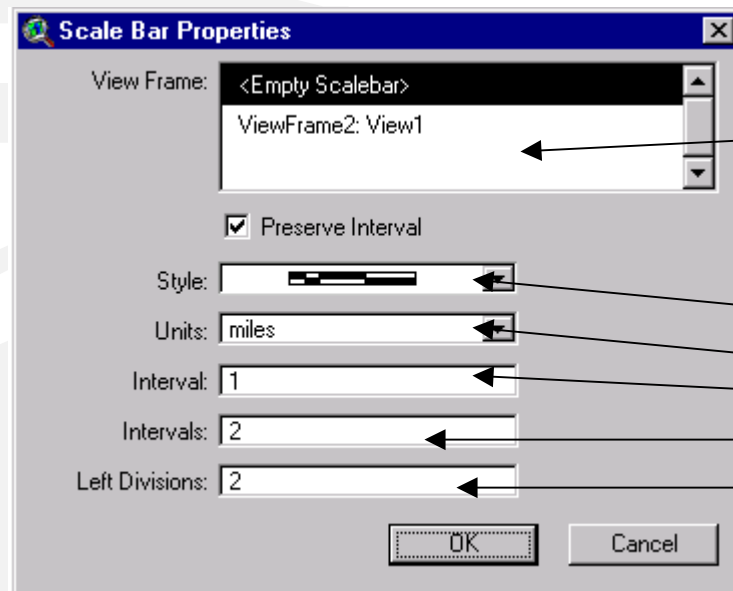 Scale Bar Properties
View Frame:
<Empty Scalebar>
ViewFrame2: View1
Preserve Interval
Style:
Units: miles
Interval: 1
Intervals: 2
Left Divisions: 2
OK Cancel